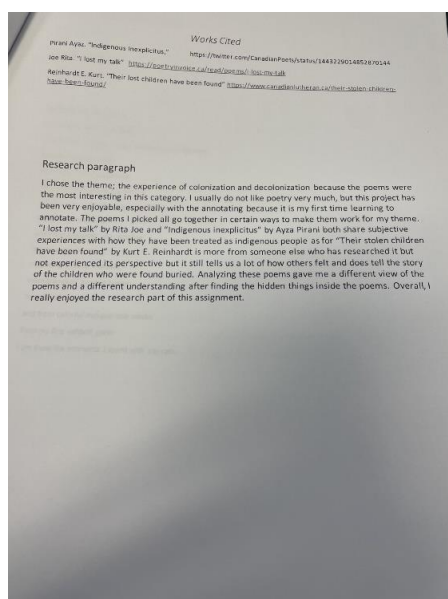 Works Cited
Pirani Ayaz. "Indigenous Inexplicitus," https://twitter.com/CanadianPoets/status/1443229014852870144
Joe Rita. "I lost my talk" https://poetryinvoice.ca/read/poems/i-lost-my-talk
Reinhardt E. Kurt. "Their lost children have been found" https://www.canadianlutheran.ca/their-stolen-children-
have-been-found/
Research paragraph
I chose the theme; the experience of colonization and decolonization because the poems were
the most interesting in this category. I usually do not like poetry very much, but this project has
been very enjoyable, especially with the annotating because it is my first time learning to
annotate. The poems I picked all go together in certain ways to make them work for my theme.
"I lost my talk" by Rita Joe and "Indigenous inexplicitus" by Ayza Pirani both share subjective
experiences with how they have been treated as indigenous people as for "Their stolen children
have been found" by Kurt E. Reinhardt is more from someone else who has researched it but
not experienced its perspective but it still tells us a lot of how others felt and does tell the story
of the children who were found buried. Analyzing these poems gave me a different view of the
poems and a different understanding after finding the hidden things inside the poems. Overall, I
really enjoyed the research part of this assignment.